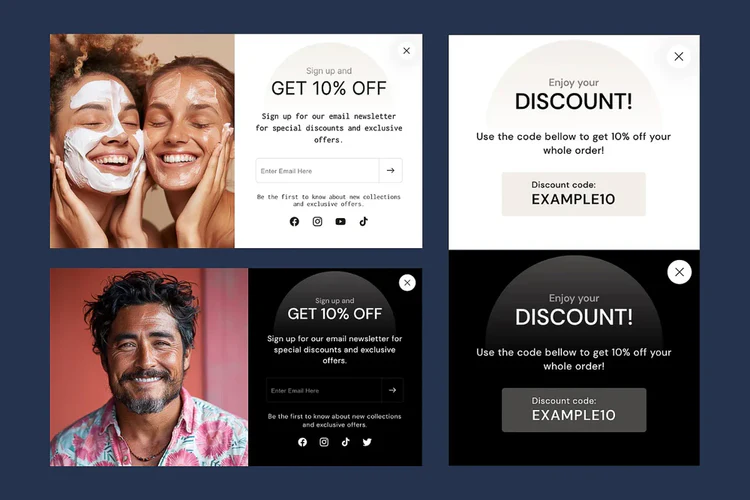 Sign up and
GET 10% OFF
Sign up for our email newsletter
for special discounts and exclusive
offers.
Enter Email Here
Be the first to know about new collections
and exclusive offers.
Enjoy your
DISCOUNT!
Use the code bellow to get 10% off your
whole order!
Discount code:
EXAMPLE10
Sign up and
GET 10% OFF
Sign up for our email newsletter for
special discounts and exclusive
offers.
Enter Email Here
Be the first to know about new collections
and exclusive offers.
Enjoy your
DISCOUNT!
Use the code bellow to get 10% off your
whole order!
Discount code:
EXAMPLE10